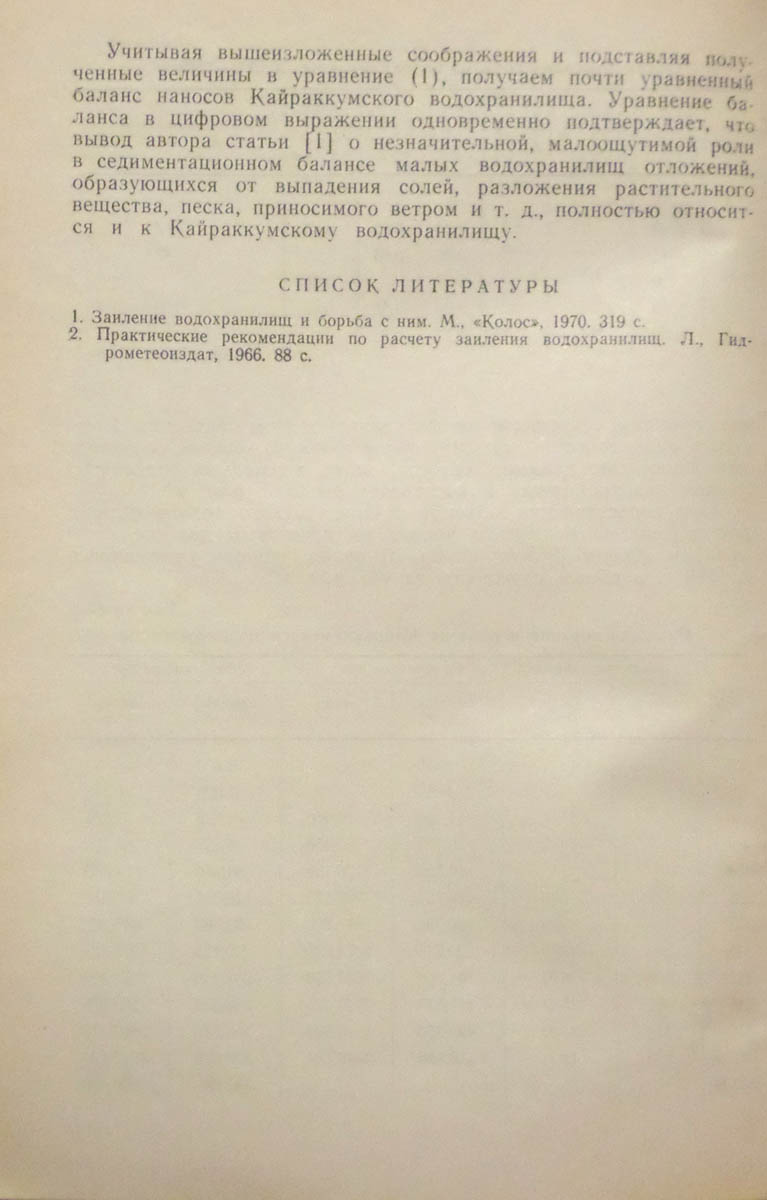 Учитывая вышеизложенные соображения и подставляя полу-
ченные величины в уравнение (1), получаем почти уравненный
баланс наносов Кайраккумского водохранилища. Уравнение ба-
ланса в цифровом выражении одновременно подтверждает, что
вывод автора статьи [1] о незначительной, малоощутимой роли
в седиментационном балансе малых водохранилищ отложений,
образующихся от выпадения солей, разложения растительного
вещества, песка, приносимого ветром и т. д., полностью относит-
ся и к Кайраккумскому водохранилищу.
СПИСОК ЛИТЕРАТУРЫ
1. Заиление водохранилищ и борьба с ним. М., «Колос», 1970. 319 с.
2. Практические рекомендации по расчету заиления водохранилищ. Л., Гид-
рометеоиздат, 1966. 88 с.